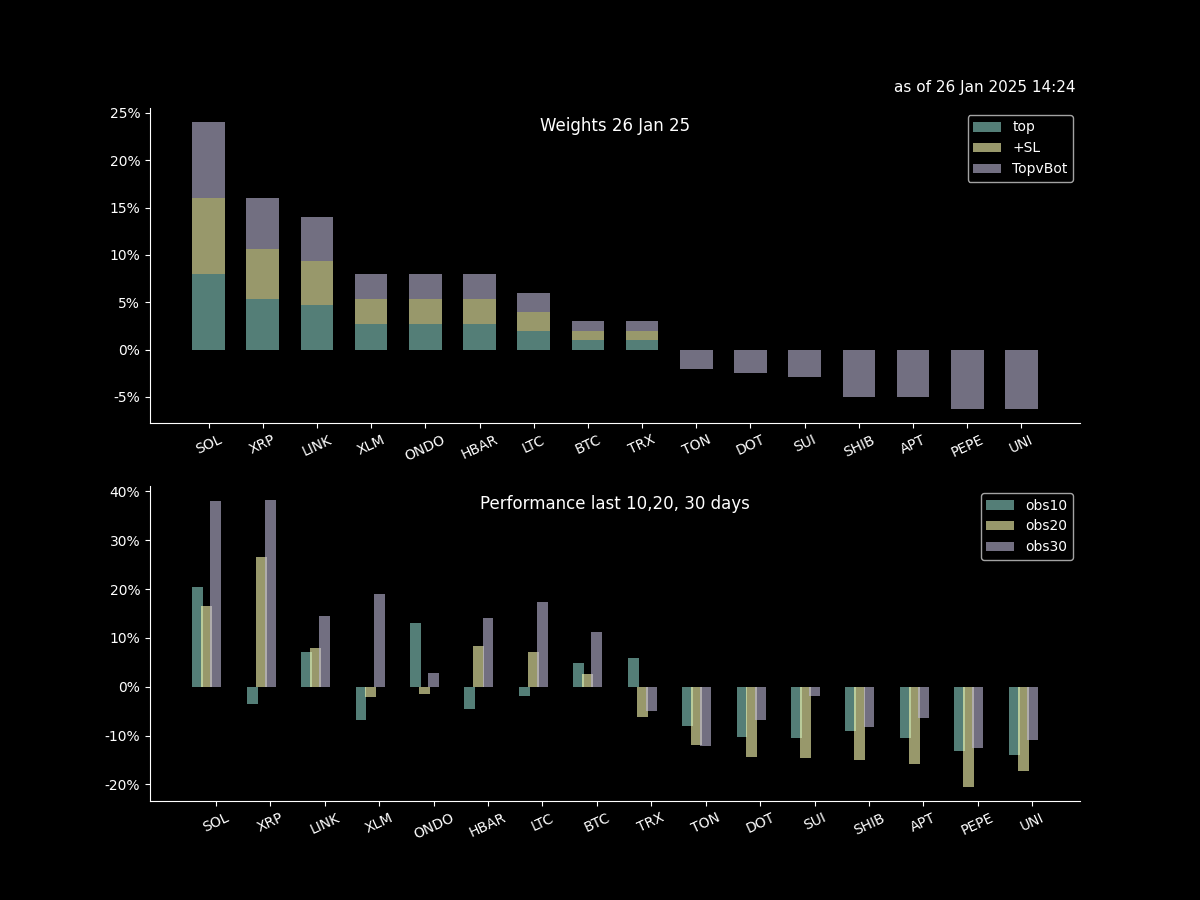 as of 26 Jan 2025 14:24
Weights 26 Jan 25
top
+SL
TopvBot
25%
20%
15%
10%
5%
0%
-5%
SOL XRP LINK XLM ONDO HBAR LTC BTC TRX TON DOT SUI SHIB APT PEPE UNI
Performance last 10,20, 30 days
obs10
obs20
obs30
40%
30%
20%
10%
0%
-10%
-20%
SOL XRP LINK XLM ONDO HBAR LTC BTC TRX TON DOT SUI SHIB APT PEPE UNI